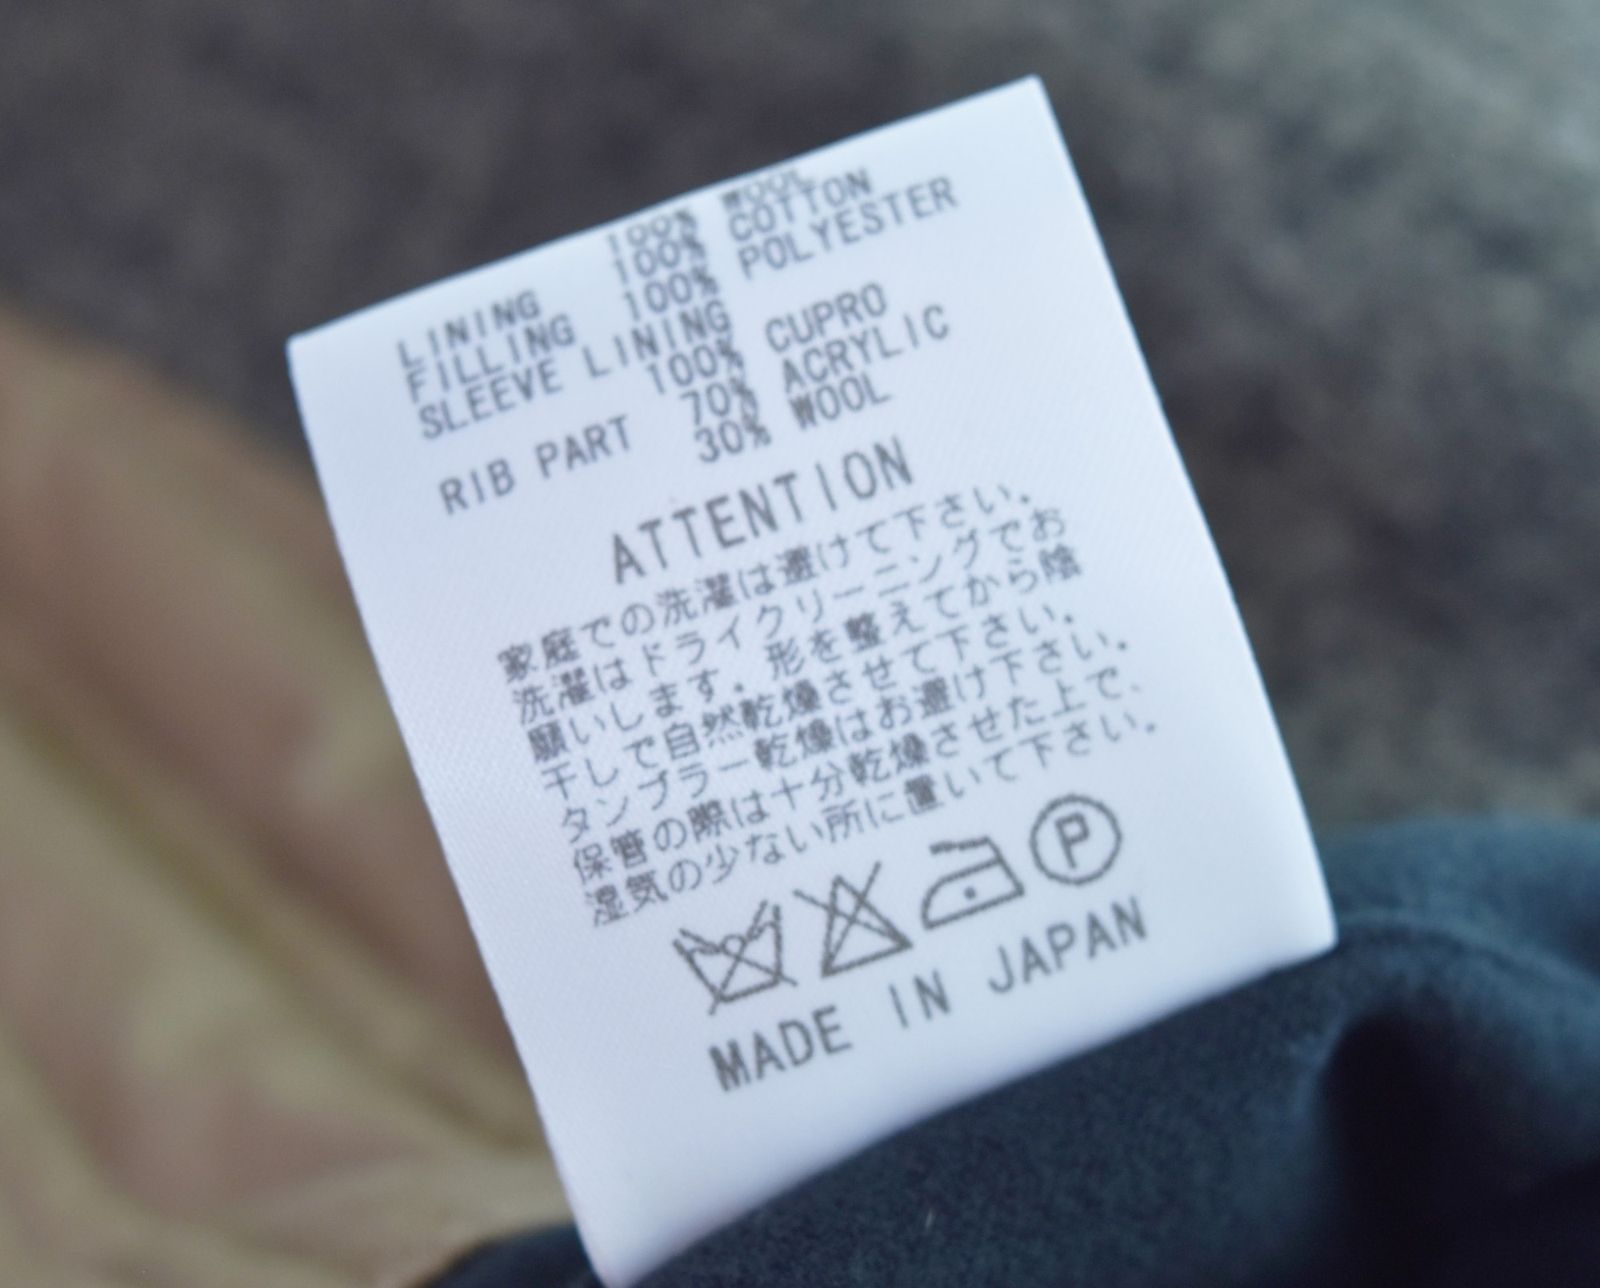 100% WOOL
LINING 100% COTTON
FILLING 100% POLYESTER
SLEEVE LINING
100% CUPRO
RIB PART 70% ACRYLIC
30% WOOL
ATTENTION
家庭での洗濯は避けて下さい.
洗濯はドライクリーニングでお
願いします. 形を整えてから陰
干しで自然乾燥させて下さい.
タンブラー乾燥はお避け下さい.
保管の際は十分乾燥させた上で、
湿気の少ない所に置いて下さい.
P
MADE IN JAPAN